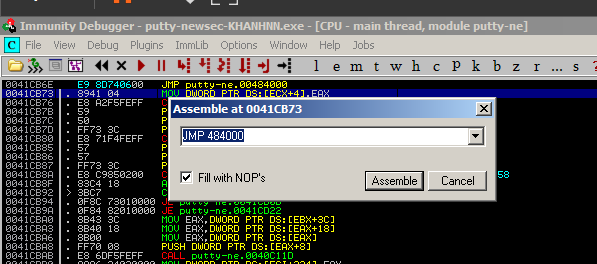 Immunity Debugger - putty-newsec-KHANHNN.exe - [CPU - main thread, module putty-ne]
C File View Debug Plugins ImmLib Options Window Help Jobs
l e m t w h c p k b z r ... s ?
0041CB6E E9 8D740600 JMP putty-ne.00484000
0041CB73 . 8941 04 MOV DWORD PTR DS:[ECX+4],EAX
0041CB76 . E8 A2F5FEFF
0041CB7B . 59
0041CB7C . 50
0041CB7D . FF73 3C
0041CB80 . E8 71F4FEFF
0041CB85 . 57
0041CB86 . 57
0041CB87 . FF73 3C
0041CB8A . E8 C9850200 58
0041CB8F . 83C4 18
0041CB92 > 3BC7
0041CB94 . 0F8C 73010000
0041CB9A . 0F84 82010000 JE putty-ne.0041CD22
0041CBA0 . 8B43 3C MOV EAX,DWORD PTR DS:[EBX+3C]
0041CBA3 . 8B40 18 MOV EAX,DWORD PTR DS:[EAX+18]
0041CBA6 . 8B00 MOV EAX,DWORD PTR DS:[EAX]
0041CBA8 . FF70 08 PUSH DWORD PTR DS:[EAX+8]
0041CBAB . E8 6DF5FEFF CALL putty-ne.0040C11D
Assemble at 0041CB73
JMP 484000
Fill with NOP's
Assemble
Cancel